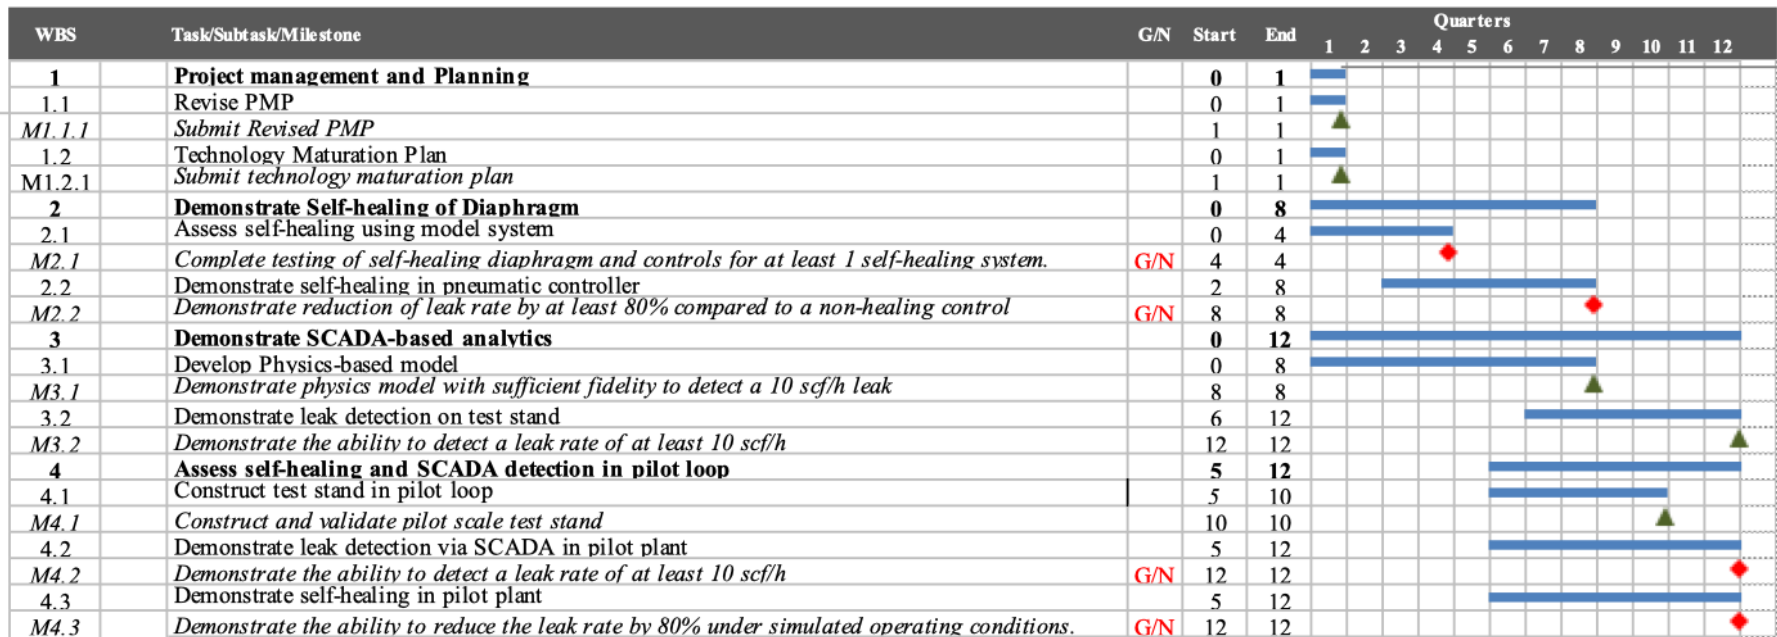 Quarters
WBS Task/Subtask/Milestone G/N Start End 1 2 3 4 5 6 7 8 9 10 11 12
1 Project management and Planning 0 1
1.1 Revise PMP 0 1
M1.1.1 Submit Revised PMP 1 1
1.2 Technology Maturation Plan 0 1
M1.2.1 Submit technology maturation plan 1 1
2 Demonstrate Self-healing of Diaphragm 0 8
2.1 Assess self-healing using model system 0 4
M2.1 Complete testing of self-healing diaphragm and controls for at least 1 self-healing system. G/N 4 4
2.2 Demonstrate self-healing in pneumatic controller 2 8
M2.2 Demonstrate reduction of leak rate by at least 80% compared to a non-healing control G/N 8 8
3 Demonstrate SCADA-based analytics 0 12
3.1 Develop Physics-based model 0 8
M3.1 Demonstrate physics model with sufficient fidelity to detect a 10 scf/h leak 8 8
3.2 Demonstrate leak detection on test stand 6 12
M3.2 Demonstrate the ability to detect a leak rate of at least 10 scf/h 12 12
4 Assess self-healing and SCADA detection in pilot loop 5 12
4.1 Construct test stand in pilot loop 5 10
M4.1 Construct and validate pilot scale test stand 10 10
4.2 Demonstrate leak detection via SCADA in pilot plant 5 12
M4.2 Demonstrate the ability to detect a leak rate of at least 10 scf/h G/N 12 12
4.3 Demonstrate self-healing in pilot plant 5 12
M4.3 Demonstrate the ability to reduce the leak rate by 80% under simulated operating conditions. G/N 12 12